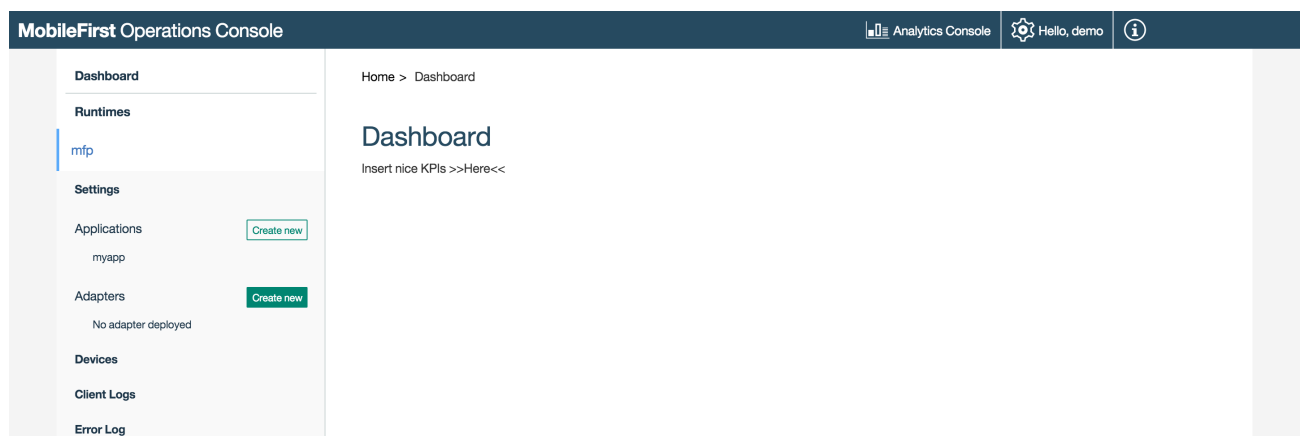 MobileFirst Operations Console
Analytics Console
Hello, demo
Dashboard
Runtimes
mfp
Settings
Applications
Create new
myapp
Adapters
Create new
No adapter deployed
Devices
Client Logs
Error Log
Home > Dashboard
Dashboard
Insert nice KPIs >>Here<<